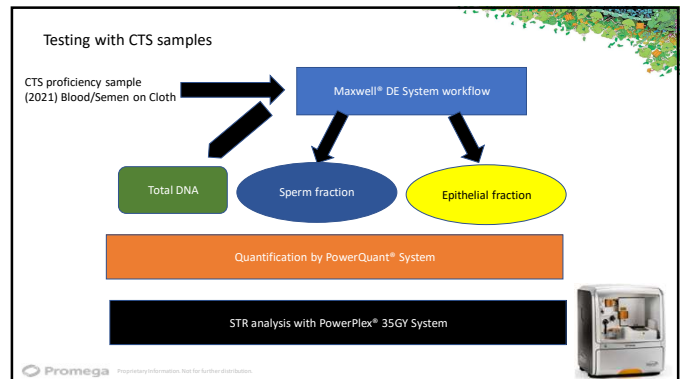 Testing with CTS samples
CTS proficiency sample
(2021) Blood/Semen on Cloth
Maxwell® DE System workflow
Total DNA
Sperm fraction
Epithelial fraction
Quantification by PowerQuant® System
STR analysis with PowerPlex® 35GY System
Promega Proprietary Information. Not for further distribution.